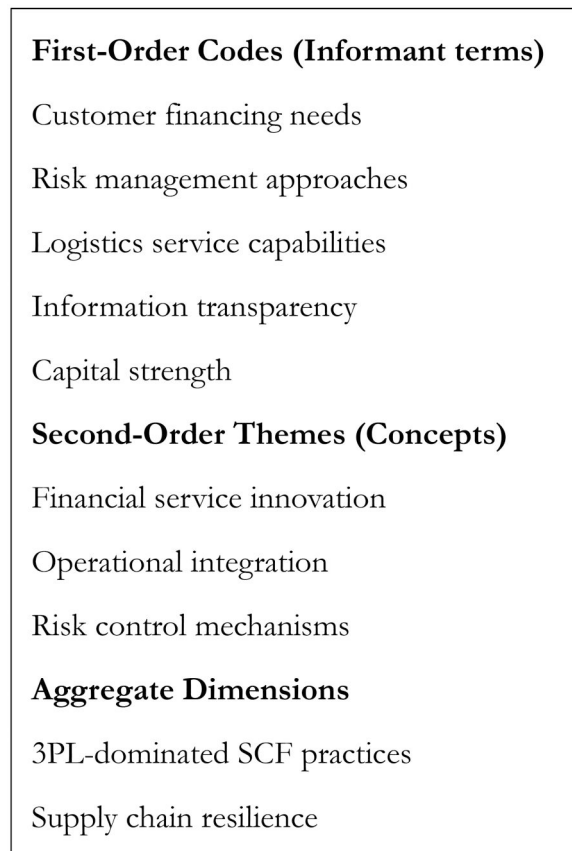 First-Order Codes (Informant terms)
Customer financing needs
Risk management approaches
Logistics service capabilities
Information transparency
Capital strength
Second-Order Themes (Concepts)
Financial service innovation
Operational integration
Risk control mechanisms
Aggregate Dimensions
3PL-dominated SCF practices
Supply chain resilience